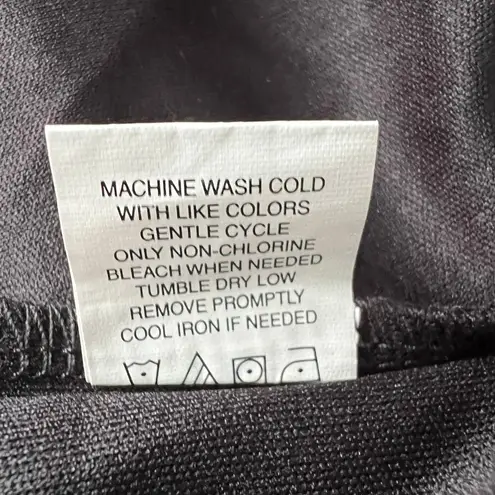 MACHINE WASH COLD
WITH LIKE COLORS
GENTLE CYCLE
ONLY NON-CHLORINE
BLEACH WHEN NEEDED
TUMBLE DRY LOW
REMOVE PROMPTLY
COOL IRON IF NEEDED